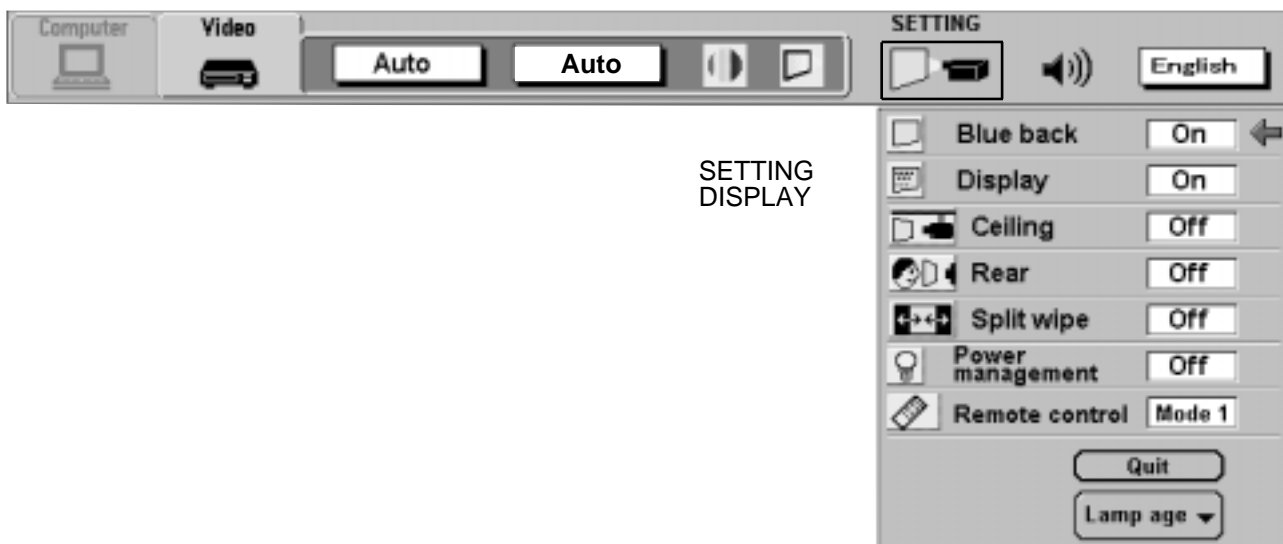 Computer
Video
Auto
Auto
SETTING
English
SETTING
DISPLAY
Blue back
On
Display
On
Ceiling
Off
Rear
Off
Split wipe
Off
Power
management
Off
Remote control
Mode 1
Quit
Lamp age